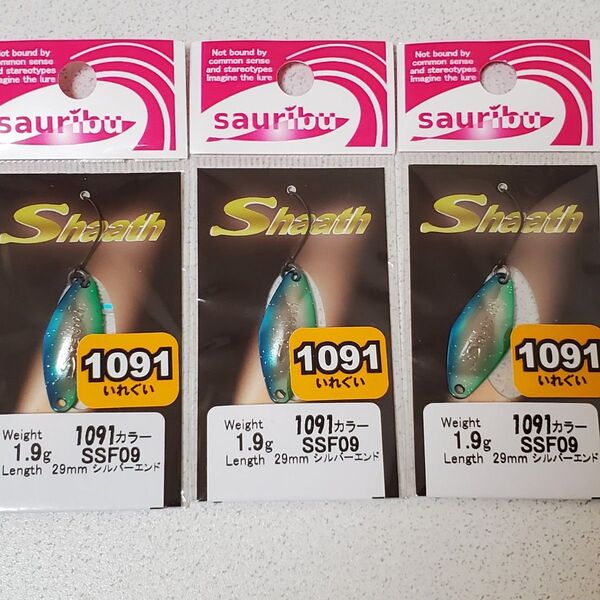 Not bound by
common sense
and stereotypes
Imagine the lure
sauribu
Shaath
1091
いれぐい
Weight
1.9g
Length 29mm
1091カラー
SSF09
シルバーエンド
Not bound by
common sense
and stereotypes
Imagine the lure
sauribu
Shaath
1091
いれぐい
Weight
1.9g
Length 29mm
1091カラー
SSF09
シルバーエンド
Not bound by
common sense
and stereotypes
Imagine the lure
sauribu
Shaath
1091
いれぐい
Weight
1.9g
Length 29mm
1091カラー
SSF09
シルバーエンド